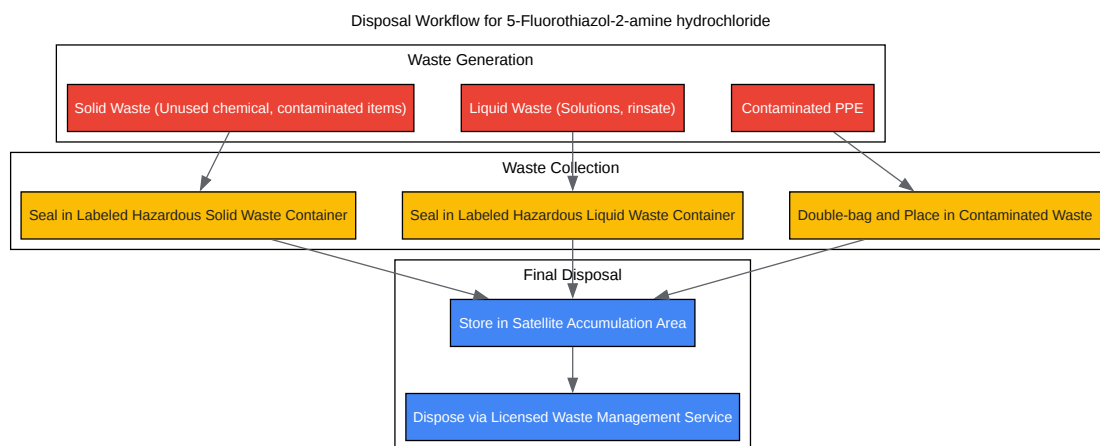 Disposal Workflow for 5-Fluorothiazol-2-amine hydrochloride
Waste Generation
Solid Waste (Unused chemical, contaminated items)
Liquid Waste (Solutions, rinsate)
Contaminated PPE
Waste Collection
Seal in Labeled Hazardous Solid Waste Container
Seal in Labeled Hazardous Liquid Waste Container
Double-bag and Place in Contaminated Waste
Final Disposal
Store in Satellite Accumulation Area
Dispose via Licensed Waste Management Service